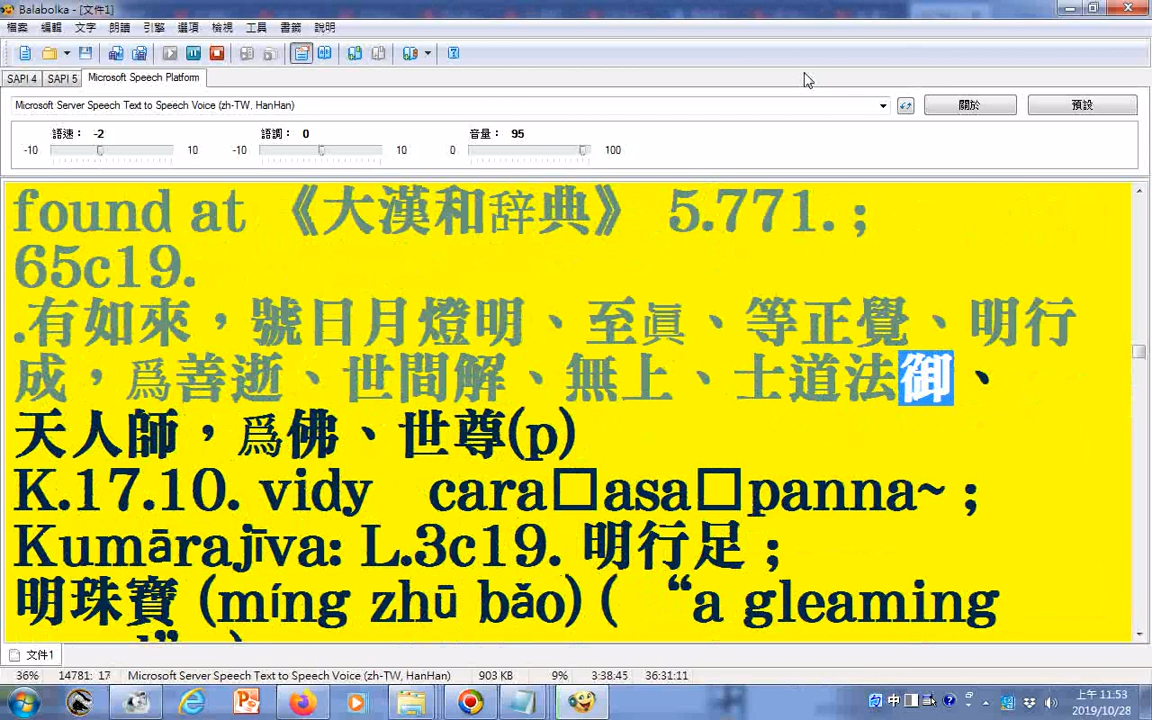 Balabolka - [文件1]
檔案 編輯 文字 朗讀 引擎 選項 檢視 工具 書籤 說明
SAPI 4 SAPI 5 Microsoft Speech Platform
Microsoft Server Speech Text to Speech Voice (zh-TW, HanHan) 關於 預設
語速： -2 語調： 0 音量： 95
-10 10 -10 10 0 100
found at 《大漢和辞典》 5.771. ;
65c19.
.有如來，號日月燈明、至眞、等正覺、明行
成，爲善逝、世間解、無上、士道法御、
天人師，爲佛、世尊(p)
K.17.10. vidy cara□asa□panna~ ;
Kumārajīva: L.3c19. 明行足 ;
明珠寶 (míng zhū bǎo) ( “a gleaming
文件1
36% 14781: 17 Microsoft Server Speech Text to Speech Voice (zh-TW, HanHan) 903 KB 9% 3:38.45 36:31:11
中
上午 11:53
2019/10/28